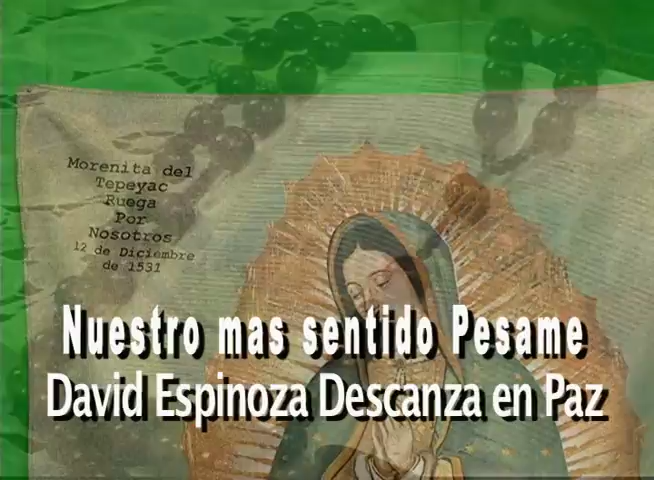 Morenita del
Tepeyac
Ruega
Por
Nosotros
12 de Diciembre
de 1531
Nuestro mas sentido Pesame
David Espinoza Descanza en Paz